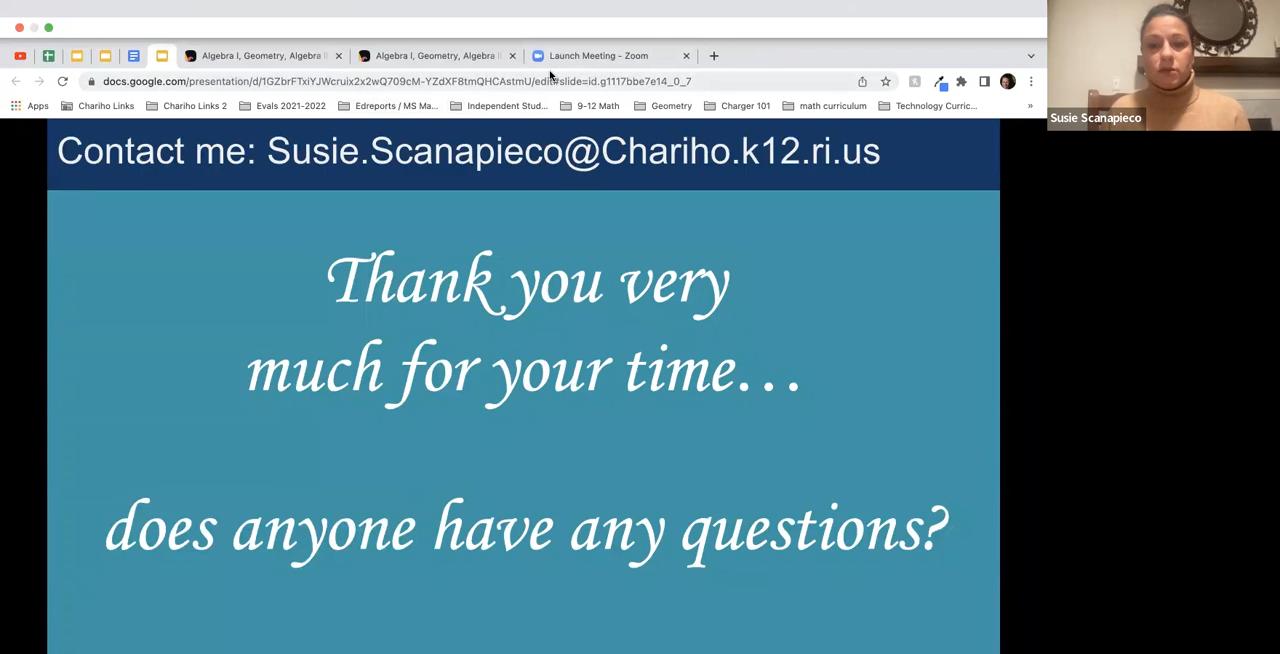 Algebra I, Geometry, Algebra II
Algebra I, Geometry, Algebra II
Launch Meeting - Zoom
docs.google.com/presentation/d/1GZbrFTxiYJWcruix2x2wQ709cM-YZdXF8tmQHCAstmU/edit#slide=id.g1117bbe7e14_0_7
Apps
Chariho Links
Chariho Links 2
Evals 2021-2022
Edreports / MS Ma...
Independent Stud...
9-12 Math
Geometry
Charger 101
math curriculum
Technology Curric...
»
Susie Scanapieco
Contact me: Susie.Scanapieco@Chariho.k12.ri.us
Thank you very
much for your time...
does anyone have any questions?